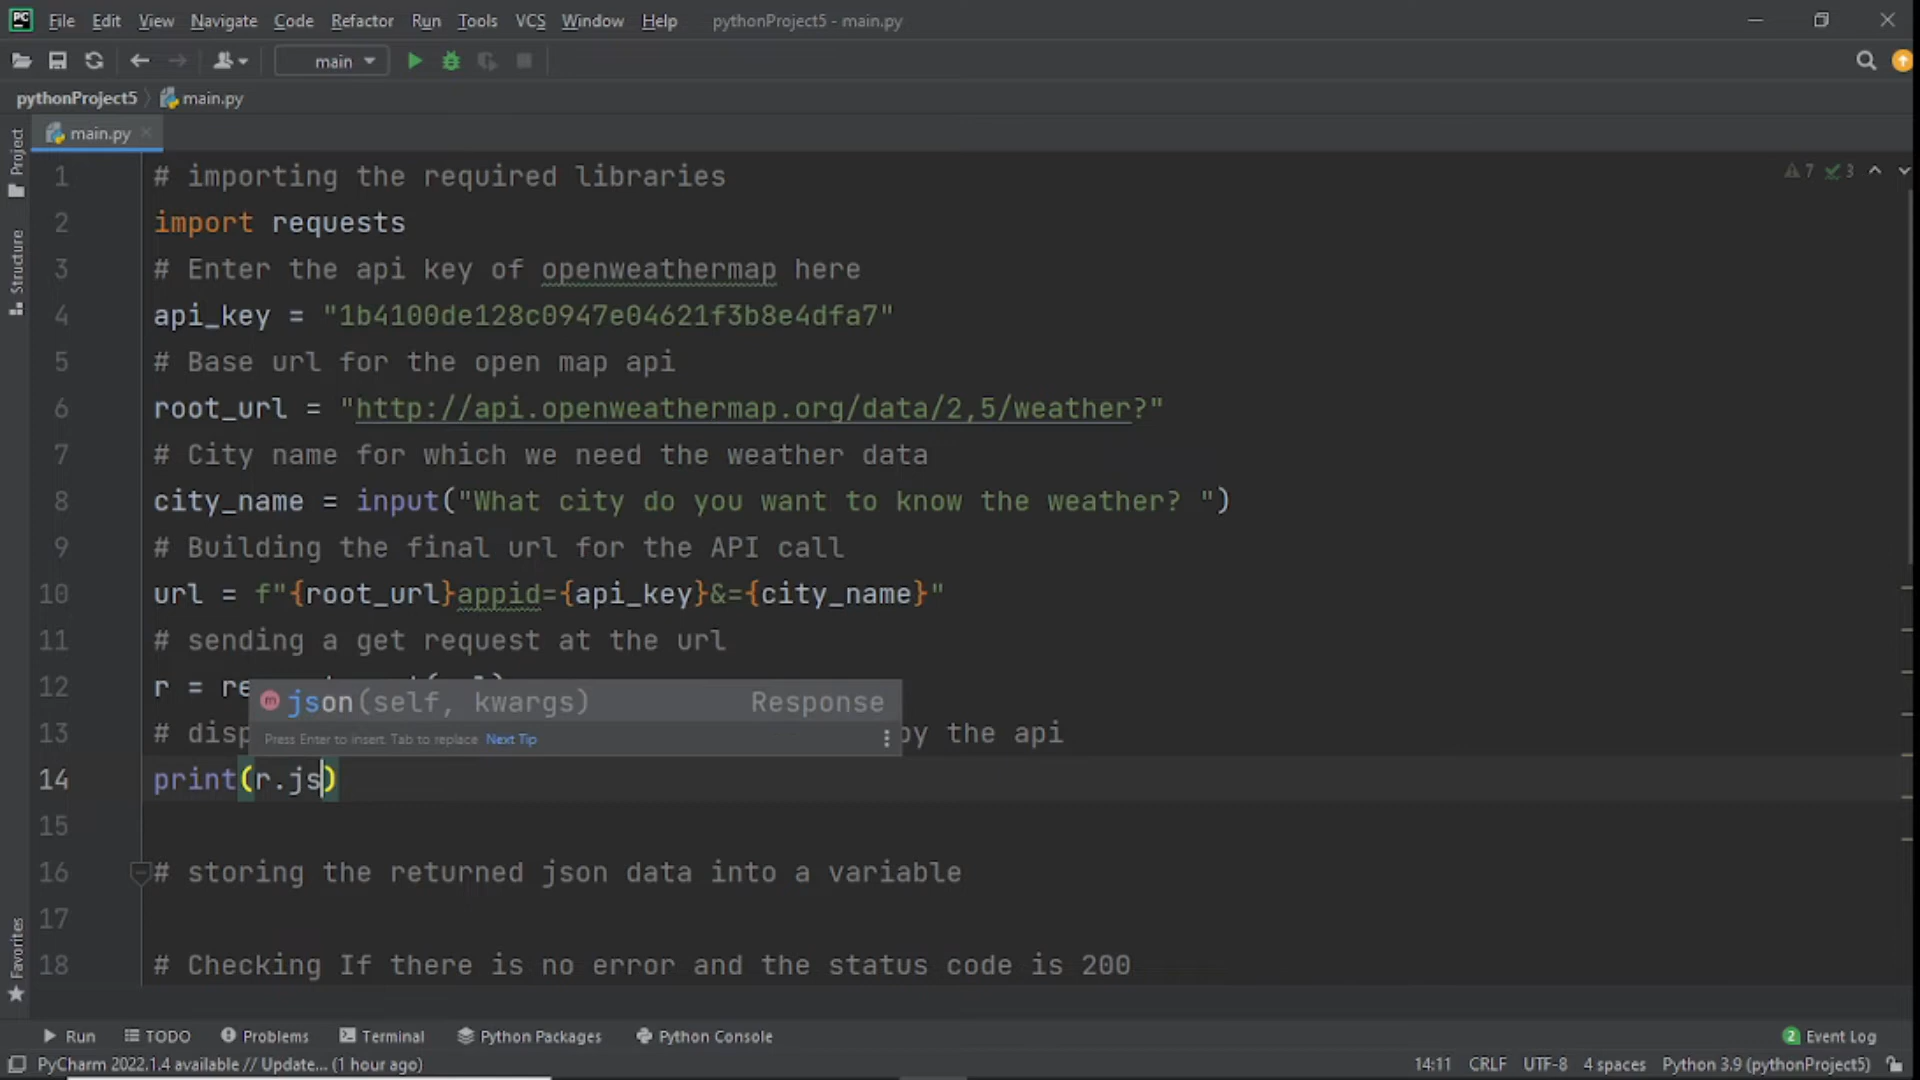 PC File Edit View Navigate Code Refactor Run Tools VCS Window Help pythonProject5 - main.py
main
pythonProject5 main.py
main.py
Project
Structure
Favorites
7 3
1 # importing the required libraries
2 import requests
3 # Enter the api key of openweathermap here
4 api_key = "1b4100de128c0947e04621f3b8e4dfa7"
5 # Base url for the open map api
6 root_url = "http://api.openweathermap.org/data/2,5/weather?"
7 # City name for which we need the weather data
8 city_name = input("What city do you want to know the weather? ")
9 # Building the final url for the API call
10 url = f"{root_url}appid={api_key}&={city_name}"
11 # sending a get request at the url
12 r = re
m json(self, kwargs) Response
13 # disp by the api
Press Enter to insert. Tab to replace Next Tip
14 print(r.js)
15
16 # storing the returned json data into a variable
17
18 # Checking If there is no error and the status code is 200
Run TODO Problems Terminal Python Packages Python Console 2 Event Log
PyCharm 2022.1.4 available // Update... (1 hour ago) 14:11 CRLF UTF-8 4 spaces Python 3.9 (pythonProject5)